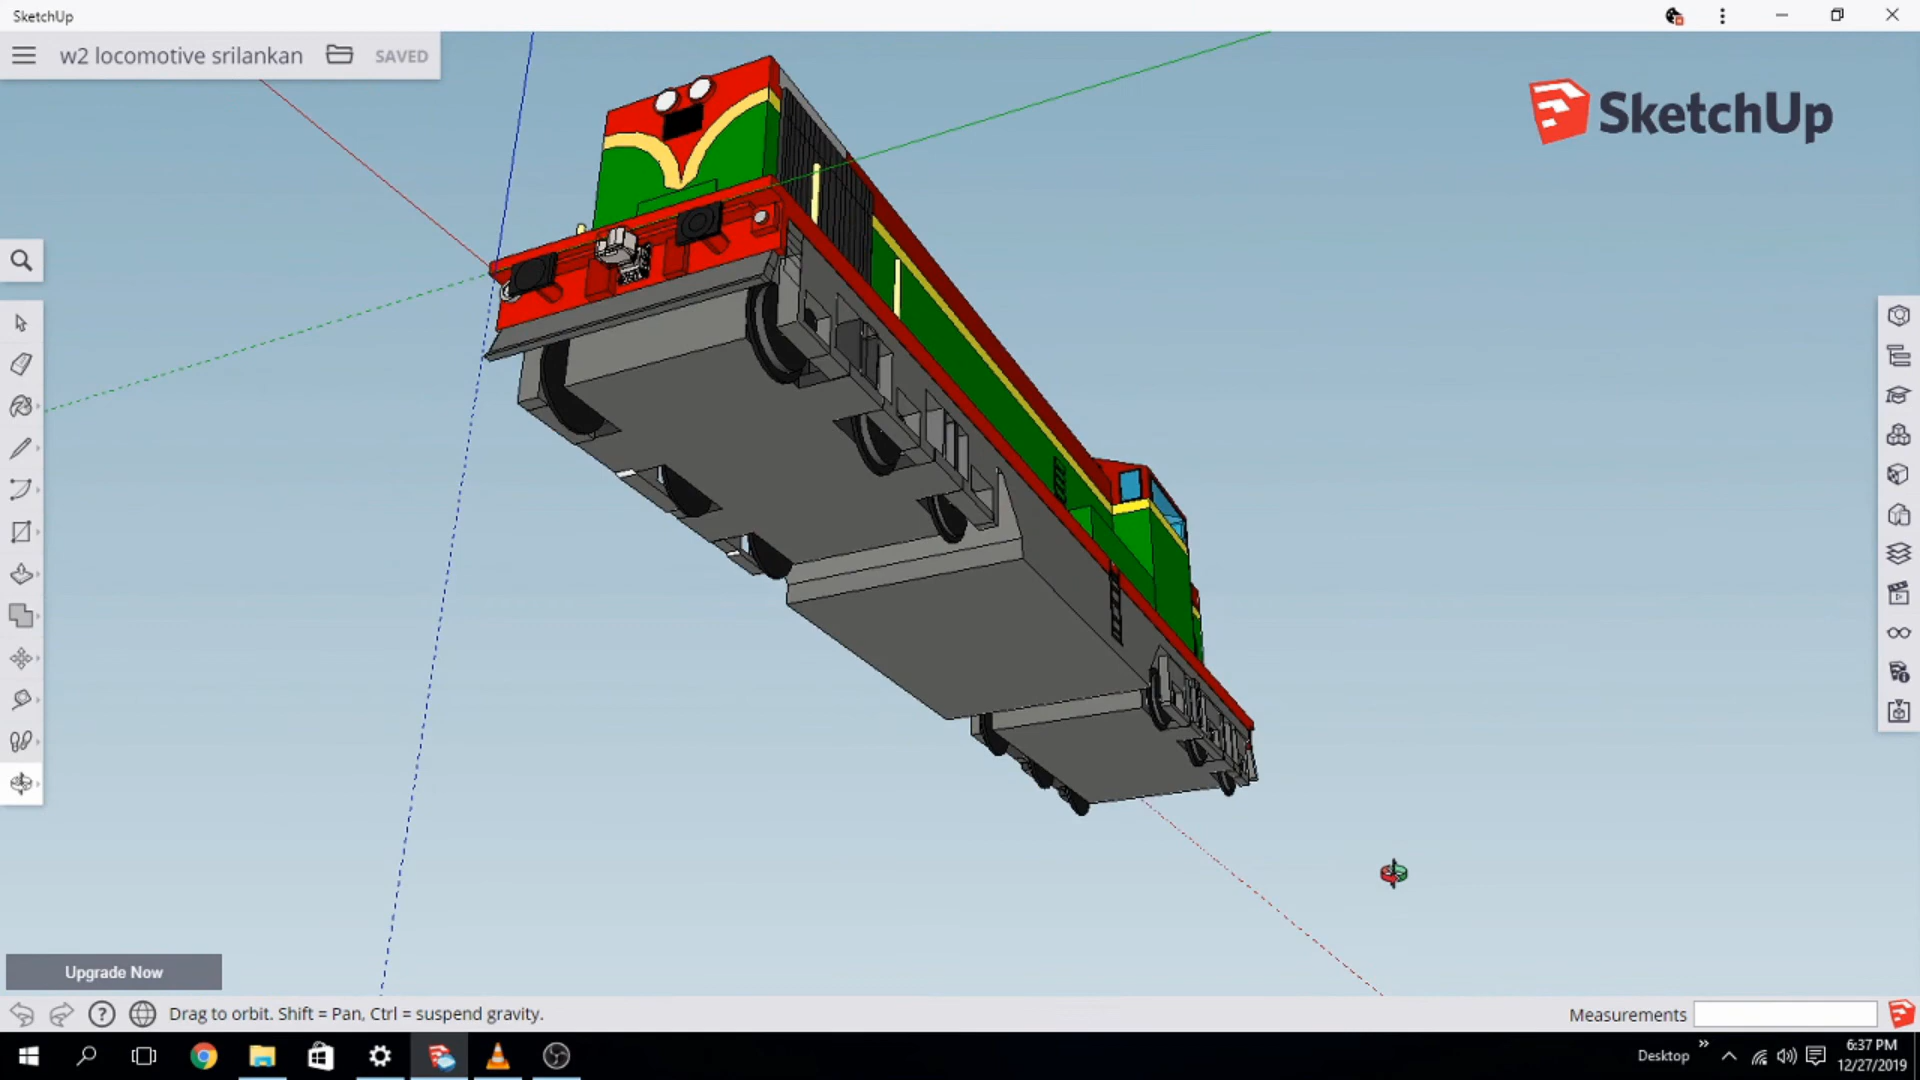 SketchUp
w2 locomotive srilankan SAVED
SketchUp
Upgrade Now
Drag to orbit. Shift = Pan, Ctrl = suspend gravity.
Measurements
Desktop
6:37 PM
12/27/2019